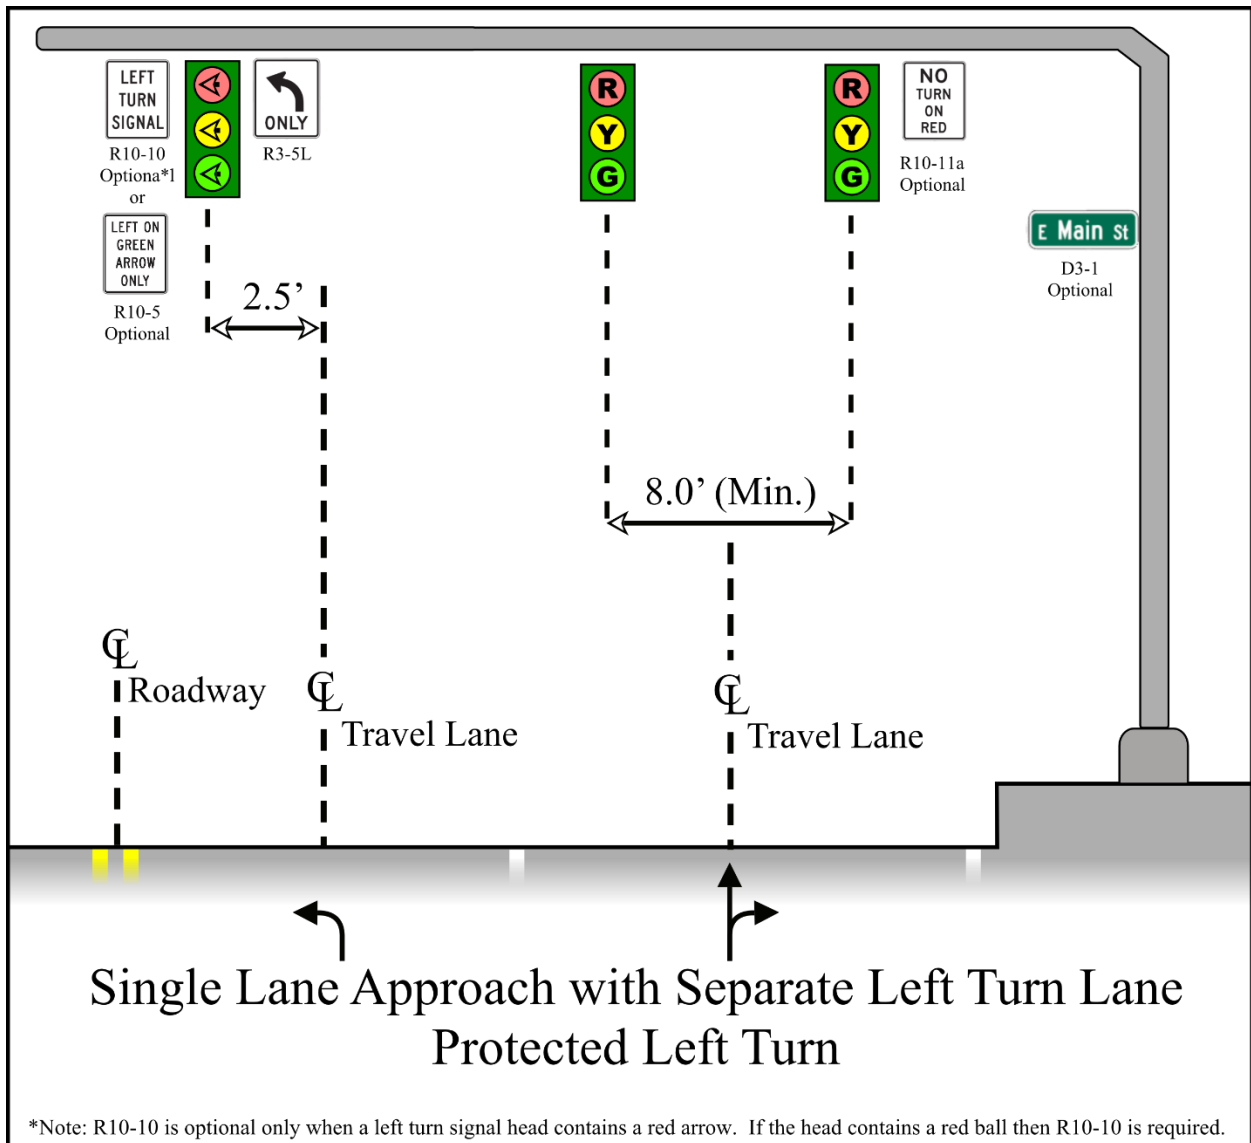 LEFT
TURN
SIGNAL
R10-10
Optiona*l
or
LEFT ON
GREEN
ARROW
ONLY
R10-5
Optional
ONLY
R3-5L
R
Y
G
R
Y
G
NO
TURN
ON
RED
R10-11a
Optional
E Main St
D3-1
Optional
2.5’
8.0’ (Min.)
CL
Roadway
CL
Travel Lane
CL
Travel Lane
Single Lane Approach with Separate Left Turn Lane
Protected Left Turn
*Note: R10-10 is optional only when a left turn signal head contains a red arrow. If the head contains a red ball then R10-10 is required.